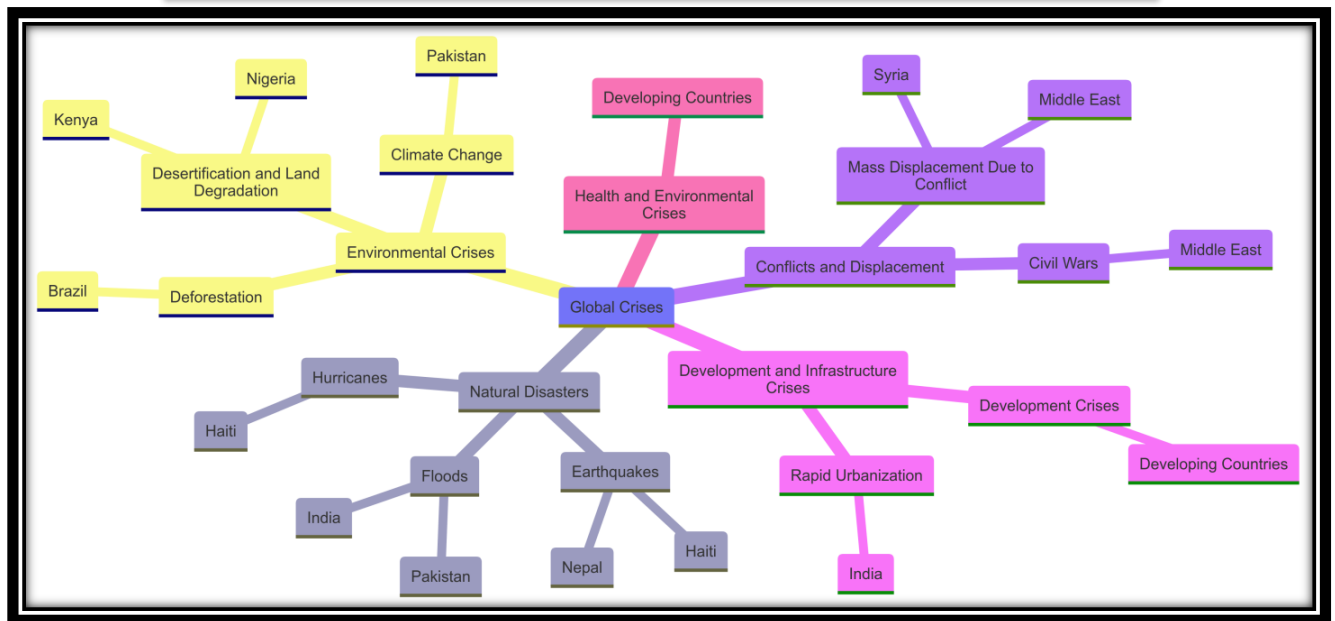 Pakistan
Nigeria
Kenya
Climate Change
Desertification and Land
Degradation
Environmental Crises
Brazil
Deforestation
Developing Countries
Health and Environmental
Crises
Syria
Middle East
Mass Displacement Due to
Conflict
Conflicts and Displacement
Civil Wars
Middle East
Global Crises
Hurricanes
Natural Disasters
Haiti
Floods
Earthquakes
India
Pakistan
Nepal
Haiti
Development and Infrastructure
Crises
Development Crises
Developing Countries
Rapid Urbanization
India